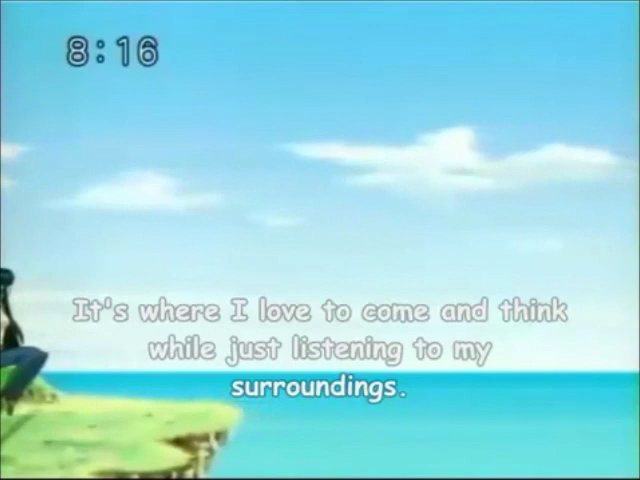 8:16
It's where I love to come and think
while just listening to my
surroundings.